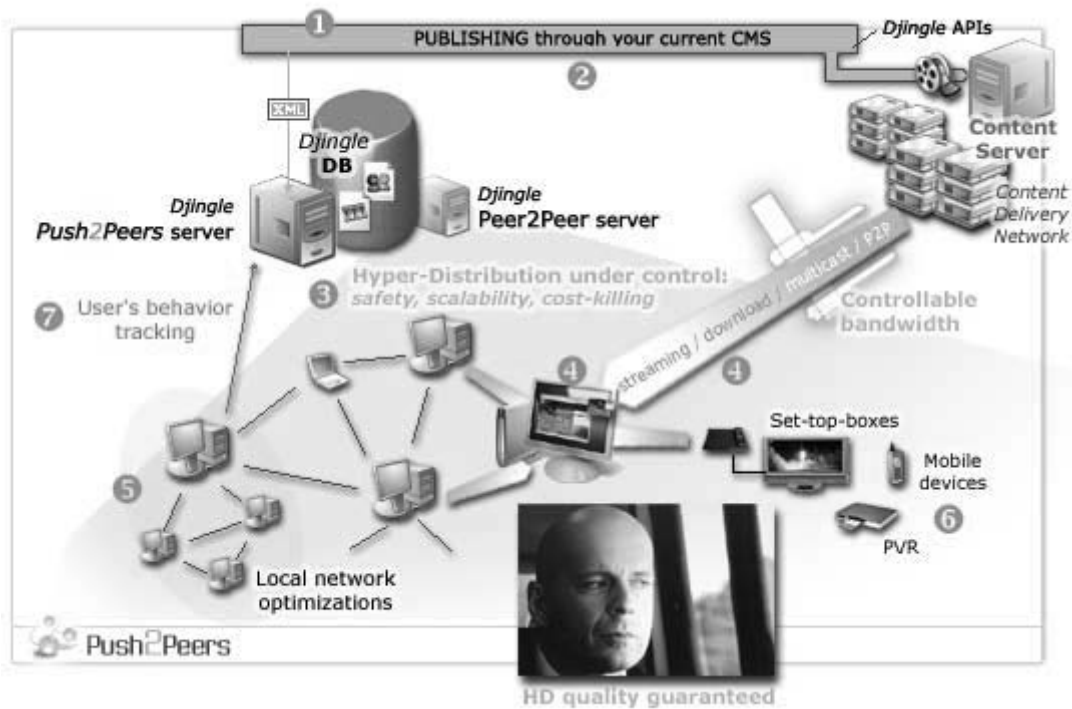 1
PUBLISHING through your current CMS
Djingle APIs
2
XML
Content
Server
Djingle
DB
Content
Delivery
Network
Djingle
Push2Peers server
Djingle
Peer2Peer server
3
Hyper-Distribution under control:
safety, scalability, cost-killing
streaming / download / multicast / P2P
Controllable
bandwidth
7
User's behavior
tracking
4
4
Set-top-boxes
Mobile
devices
5
6
PVR
Local network
optimizations
Push2Peers
HD quality guaranteed